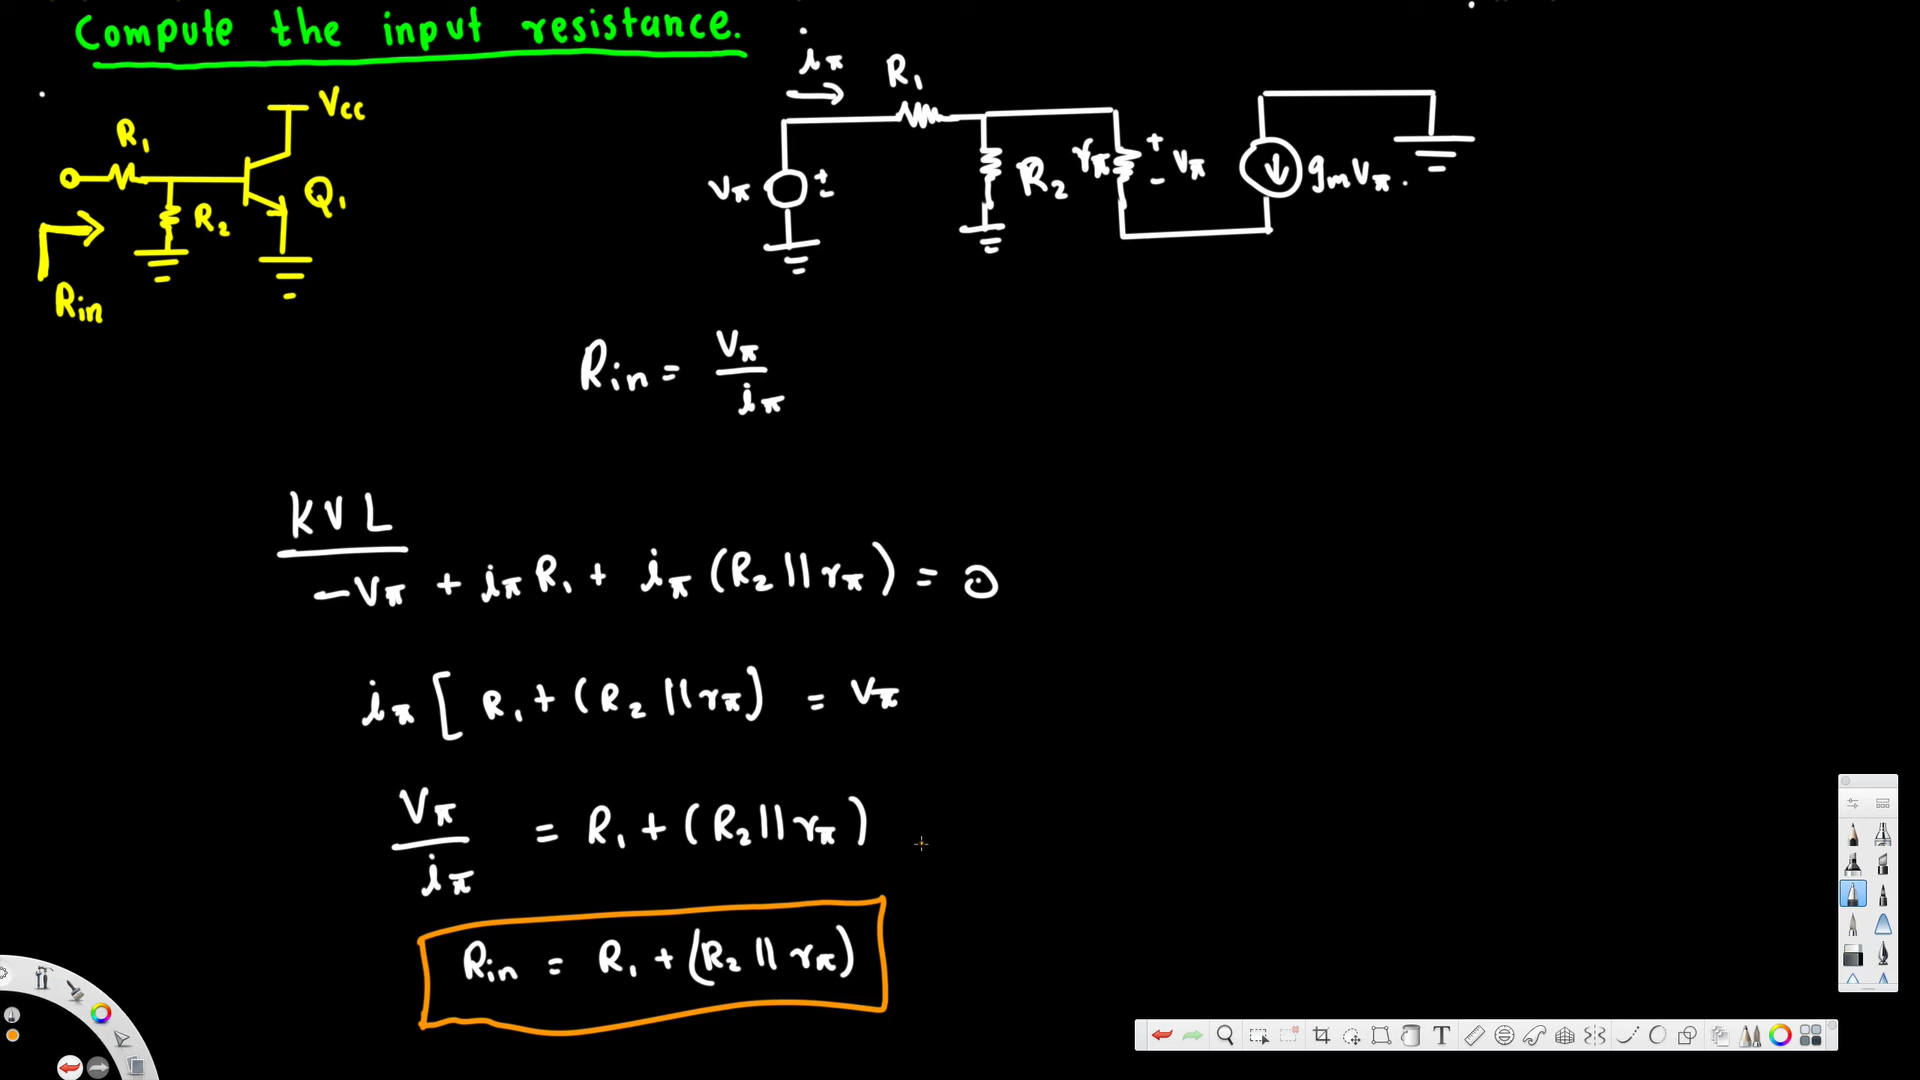 Compute the input resistance.
Vcc
R1
Q1
R2
Rin
iπ
R1
Vπ
+
-
R2
rπ
+
-
Vπ
gmVπ.
Rin = Vπ / iπ
KVL
-Vπ + iπ R1 + iπ (R2 || rπ) = 0
iπ [ R1 + (R2 || rπ) = Vπ
Vπ / iπ = R1 + (R2 || rπ)
Rin = R1 + (R2 || rπ)
T